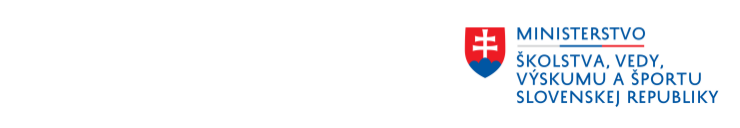 MINISTERSTVO
ŠKOLSTVA, VEDY,
VÝSKUMU A ŠPORTU
SLOVENSKEJ REPUBLIKY